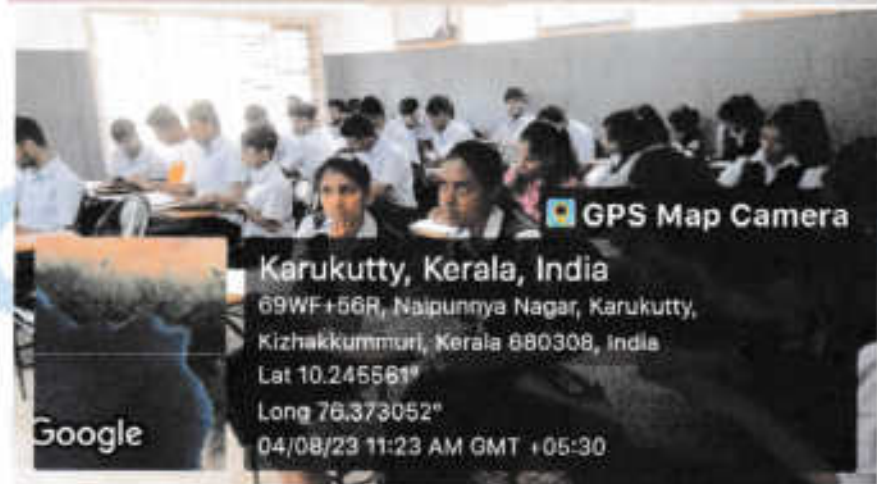 GPS Map Camera
Karukutty, Kerala, India
69WF+56R, Naipunnya Nagar, Karukutty,
Kizhakkummuri, Kerala 680308, India
Lat 10.245561°
Long 76.373052°
Google
04/08/23 11:23 AM GMT +05:30